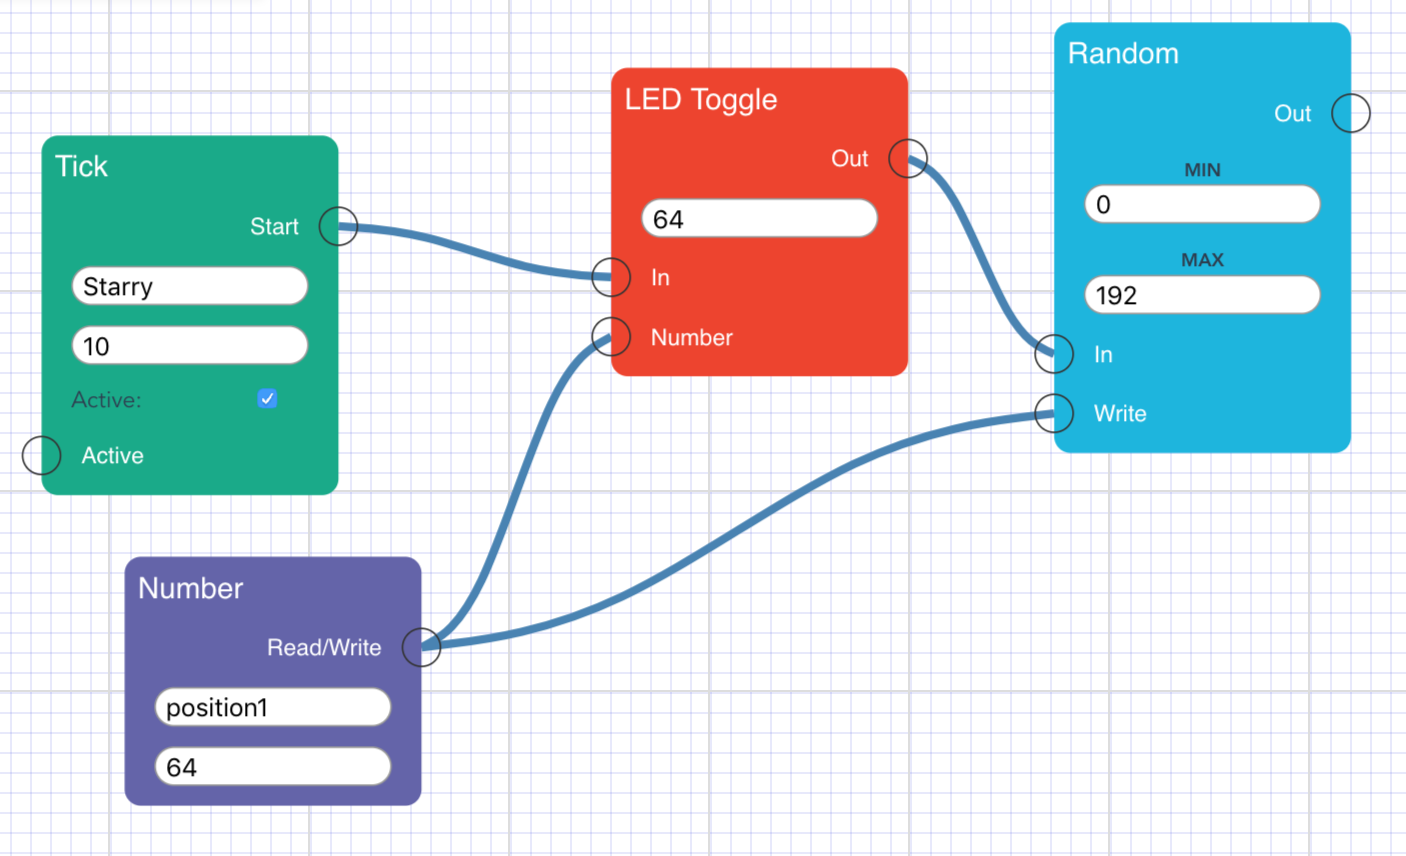 Tick
Start
Starry
10
Active:
Active
Number
Read/Write
position1
64
LED Toggle
Out
64
In
Number
Random
Out
MIN
0
MAX
192
In
Write